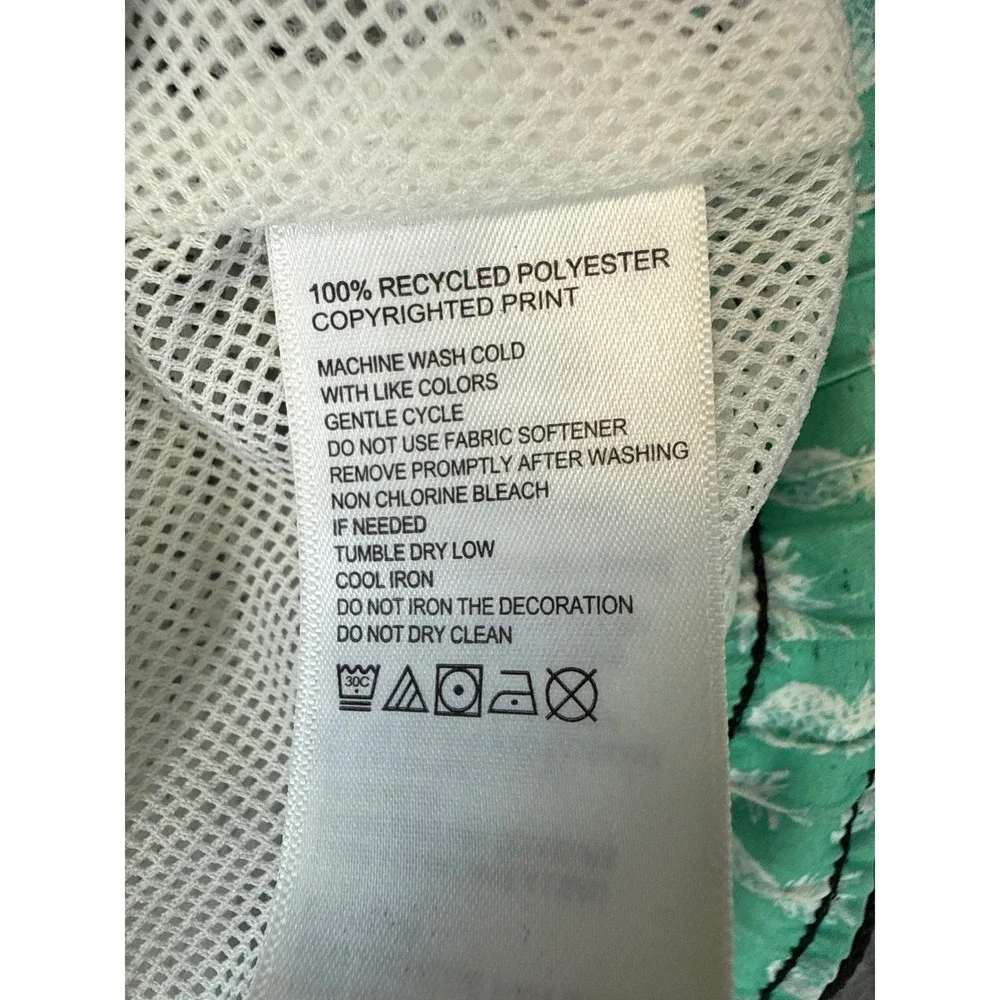 100% RECYCLED POLYESTER
COPYRIGHTED PRINT
MACHINE WASH COLD
WITH LIKE COLORS
GENTLE CYCLE
DO NOT USE FABRIC SOFTENER
REMOVE PROMPTLY AFTER WASHING
NON CHLORINE BLEACH
IF NEEDED
TUMBLE DRY LOW
COOL IRON
DO NOT IRON THE DECORATION
DO NOT DRY CLEAN
30C